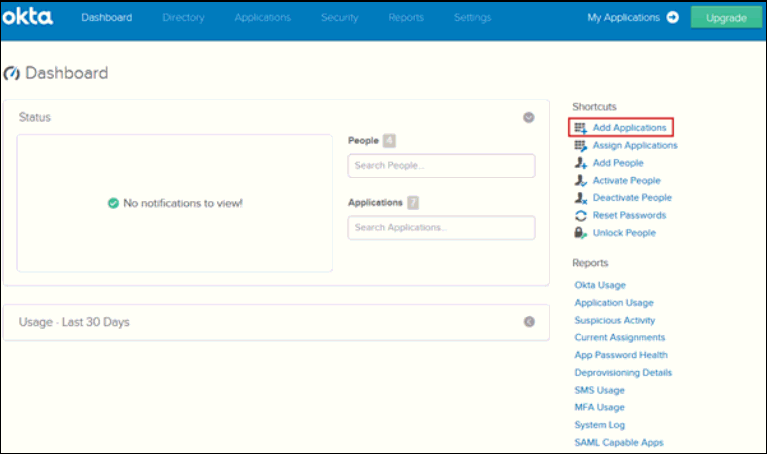 okta Dashboard Directory Applications Security Reports Settings My Applications Upgrade
Dashboard
Status
No notifications to view!
People 4
Search People...
Applications 7
Search Applications...
Usage - Last 30 Days
Shortcuts
Add Applications
Assign Applications
Add People
Activate People
Deactivate People
Reset Passwords
Unlock People
Reports
Okta Usage
Application Usage
Suspicious Activity
Current Assignments
App Password Health
Deprovisioning Details
SMS Usage
MFA Usage
System Log
SAML Capable Apps